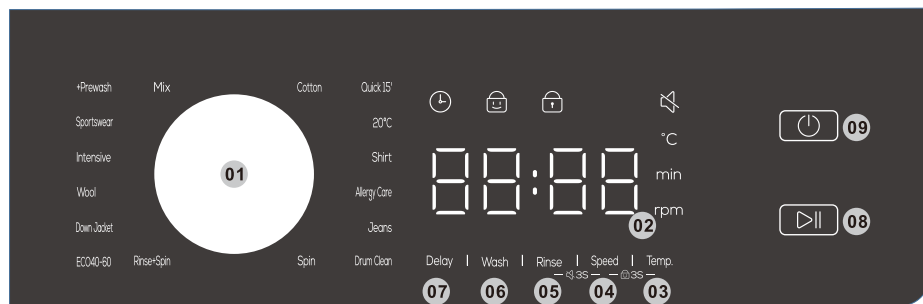 +Prewash Mix Cotton Quick 15'
Sportswear 20°C
Intensive Shirt
Wool Allergy Care
Down Jacket Jeans
ECO40-60 Rinse+Spin Spin Drum Clean
01
88:88
°C
min
rpm
02
Delay | Wash | Rinse | Speed | Temp.
3S 3S
07 06 05 04 03
09
08